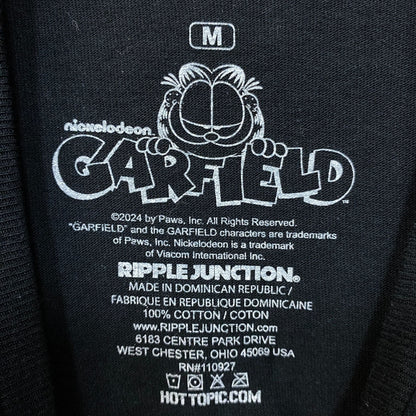 M
nickelodeon
GARFIELD™
©2024 by Paws, Inc. All Rights Reserved.
"GARFIELD" and the GARFIELD characters are trademarks
of Paws, Inc. Nickelodeon is a trademark
of Viacom International Inc.
RIPPLE JUNCTION®
MADE IN DOMINICAN REPUBLIC /
FABRIQUE EN REPUBLIQUE DOMINICAINE
100% COTTON / COTON
WWW.RIPPLEJUNCTION.COM
6183 CENTRE PARK DRIVE
WEST CHESTER, OHIO 45069 USA
RN#110927
HOTTOPIC.COM